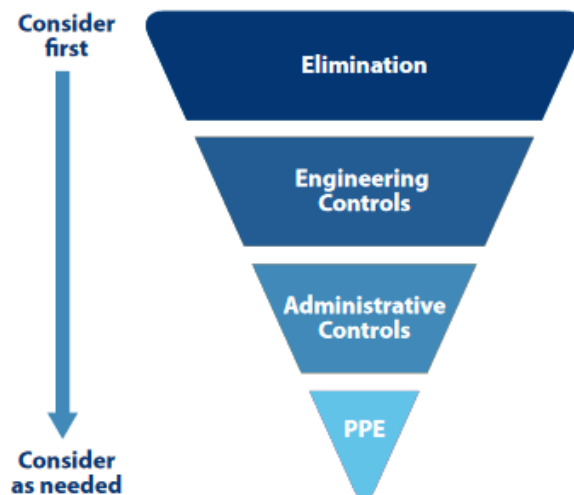 Consider
first
Elimination
Engineering
Controls
Administrative
Controls
PPE
Consider
as needed